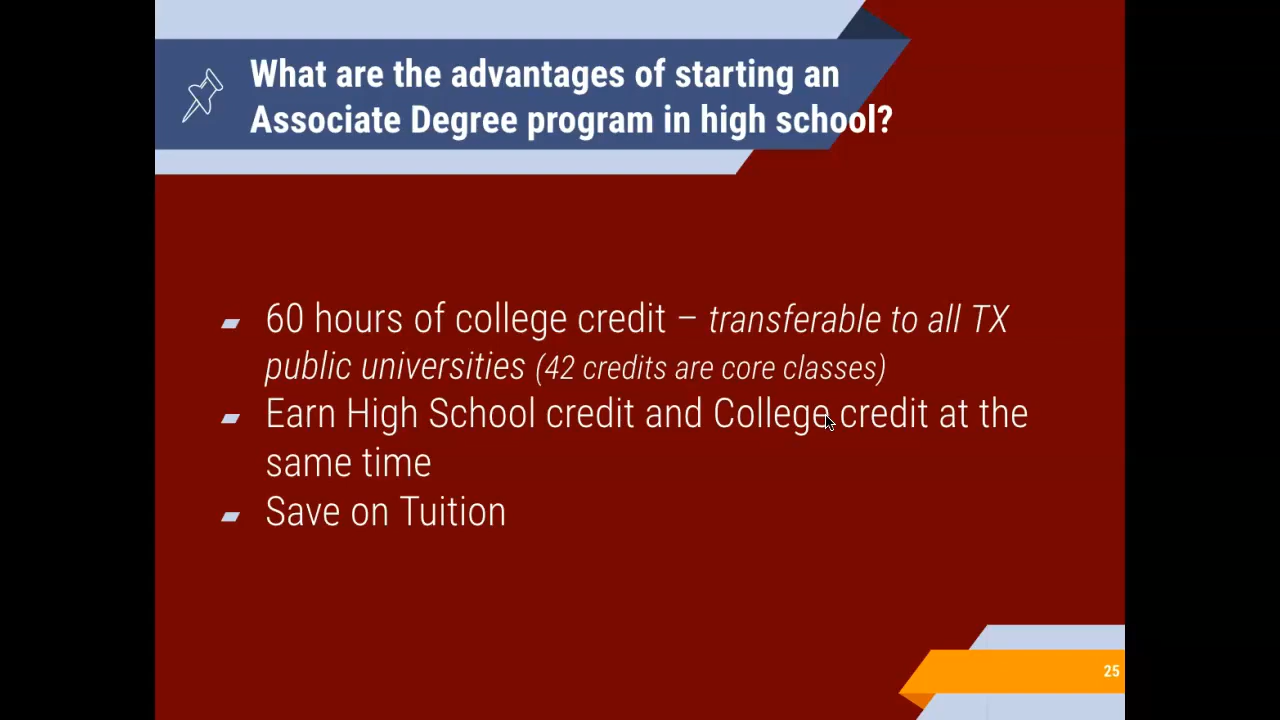 What are the advantages of starting an
Associate Degree program in high school?
60 hours of college credit – transferable to all TX
public universities (42 credits are core classes)
Earn High School credit and College credit at the
same time
Save on Tuition
25